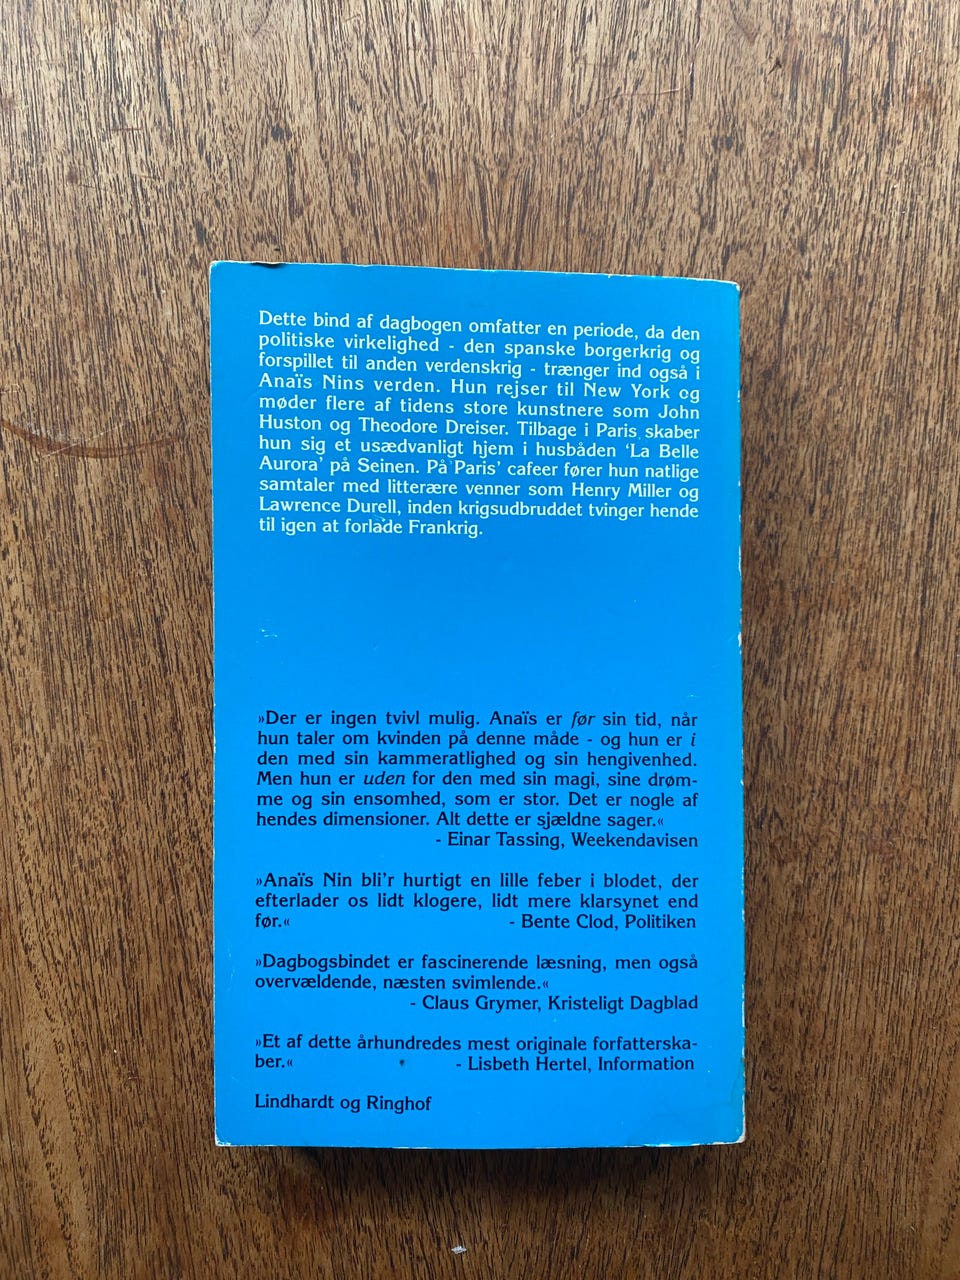 Dette bind af dagbogen omfatter en periode, da den
politiske virkelighed - den spanske borgerkrig og
forspillet til anden verdenskrig - trænger ind også i
Anaïs Nins verden. Hun rejser til New York og
møder flere af tidens store kunstnere som John
Huston og Theodore Dreiser. Tilbage i Paris skaber
hun sig et usædvanligt hjem i husbåden ‘La Belle
Aurora’ på Seinen. På Paris’ cafeer fører hun natlige
samtaler med litterære venner som Henry Miller og
Lawrence Durell, inden krigsudbruddet tvinger hende
til igen at forlade Frankrig.
»Der er ingen tvivl mulig. Anaïs er før sin tid, når
hun taler om kvinden på denne måde - og hun er i
den med sin kammeratlighed og sin hengivenhed.
Men hun er uden for den med sin magi, sine drøm-
me og sin ensomhed, som er stor. Det er nogle af
hendes dimensioner. Alt dette er sjældne sager.«
- Einar Tassing, Weekendavisen
»Anaïs Nin bli’r hurtigt en lille feber i blodet, der
efterlader os lidt klogere, lidt mere klarsynet end
før.« - Bente Clod, Politiken
»Dagbogsbindet er fascinerende læsning, men også
overvældende, næsten svimlende.«
- Claus Grymer, Kristeligt Dagblad
»Et af dette århundredes mest originale forfatterska-
ber.« - Lisbeth Hertel, Information
Lindhardt og Ringhof